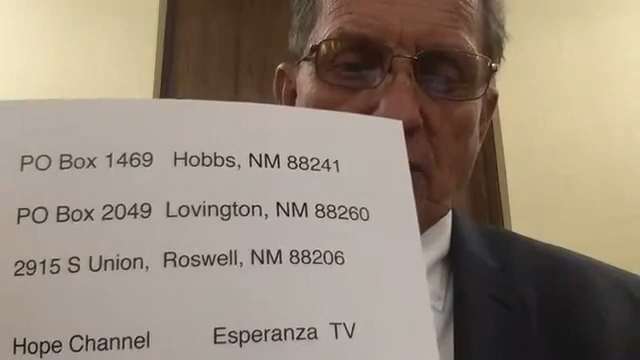 PO Box 1469 Hobbs, NM 88241
PO Box 2049 Lovington, NM 88260
2915 S Union, Roswell, NM 88206
Hope Channel Esperanza TV